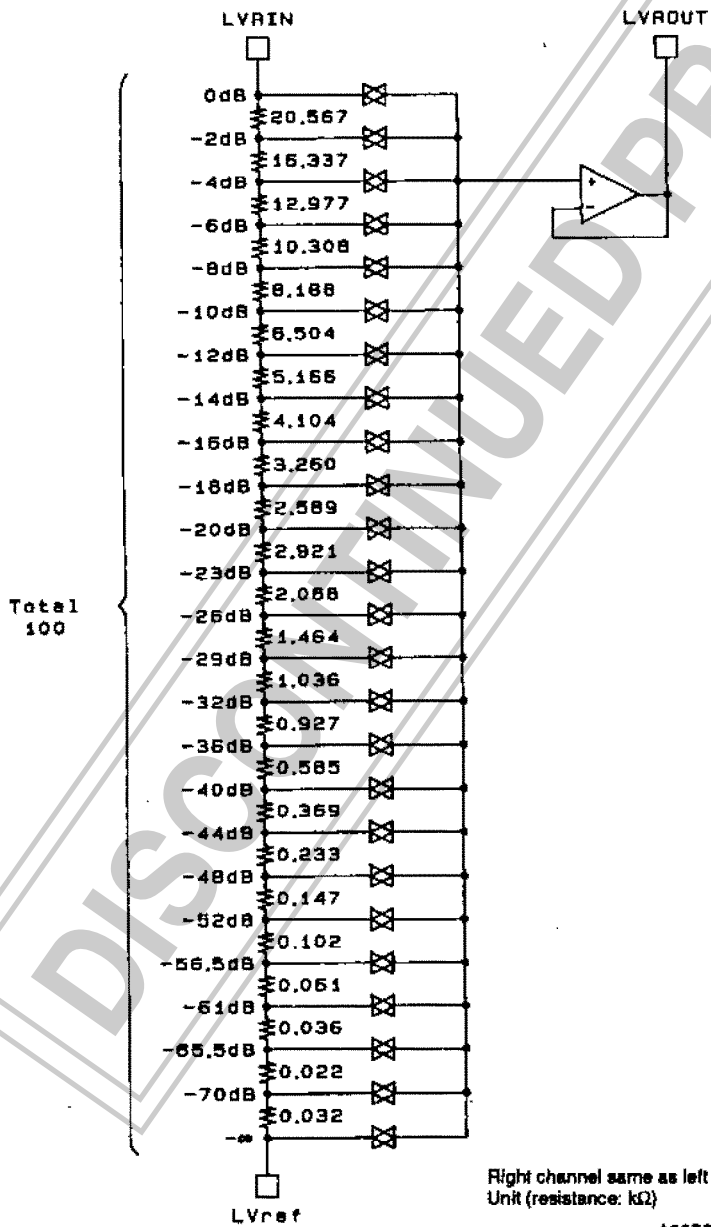 LVRIN
LVROUT
0dB
20.567
-2dB
16.337
-4dB
12.977
+
-6dB
-
10.308
-8dB
8.188
-10dB
6.504
-12dB
5.166
-14dB
4.104
-16dB
3.260
-18dB
2.589
-20dB
2.921
-23dB
2.068
-26dB
Total
100
1.464
-29dB
1.036
-32dB
0.927
-36dB
0.585
-40dB
0.369
-44dB
0.233
-48dB
0.147
-52dB
0.102
-56.5dB
0.061
-61dB
0.036
-65.5dB
0.022
-70dB
0.032
-∞
LVref
Right channel same as left
Unit (resistance: kΩ)
DISCONTINUED PR